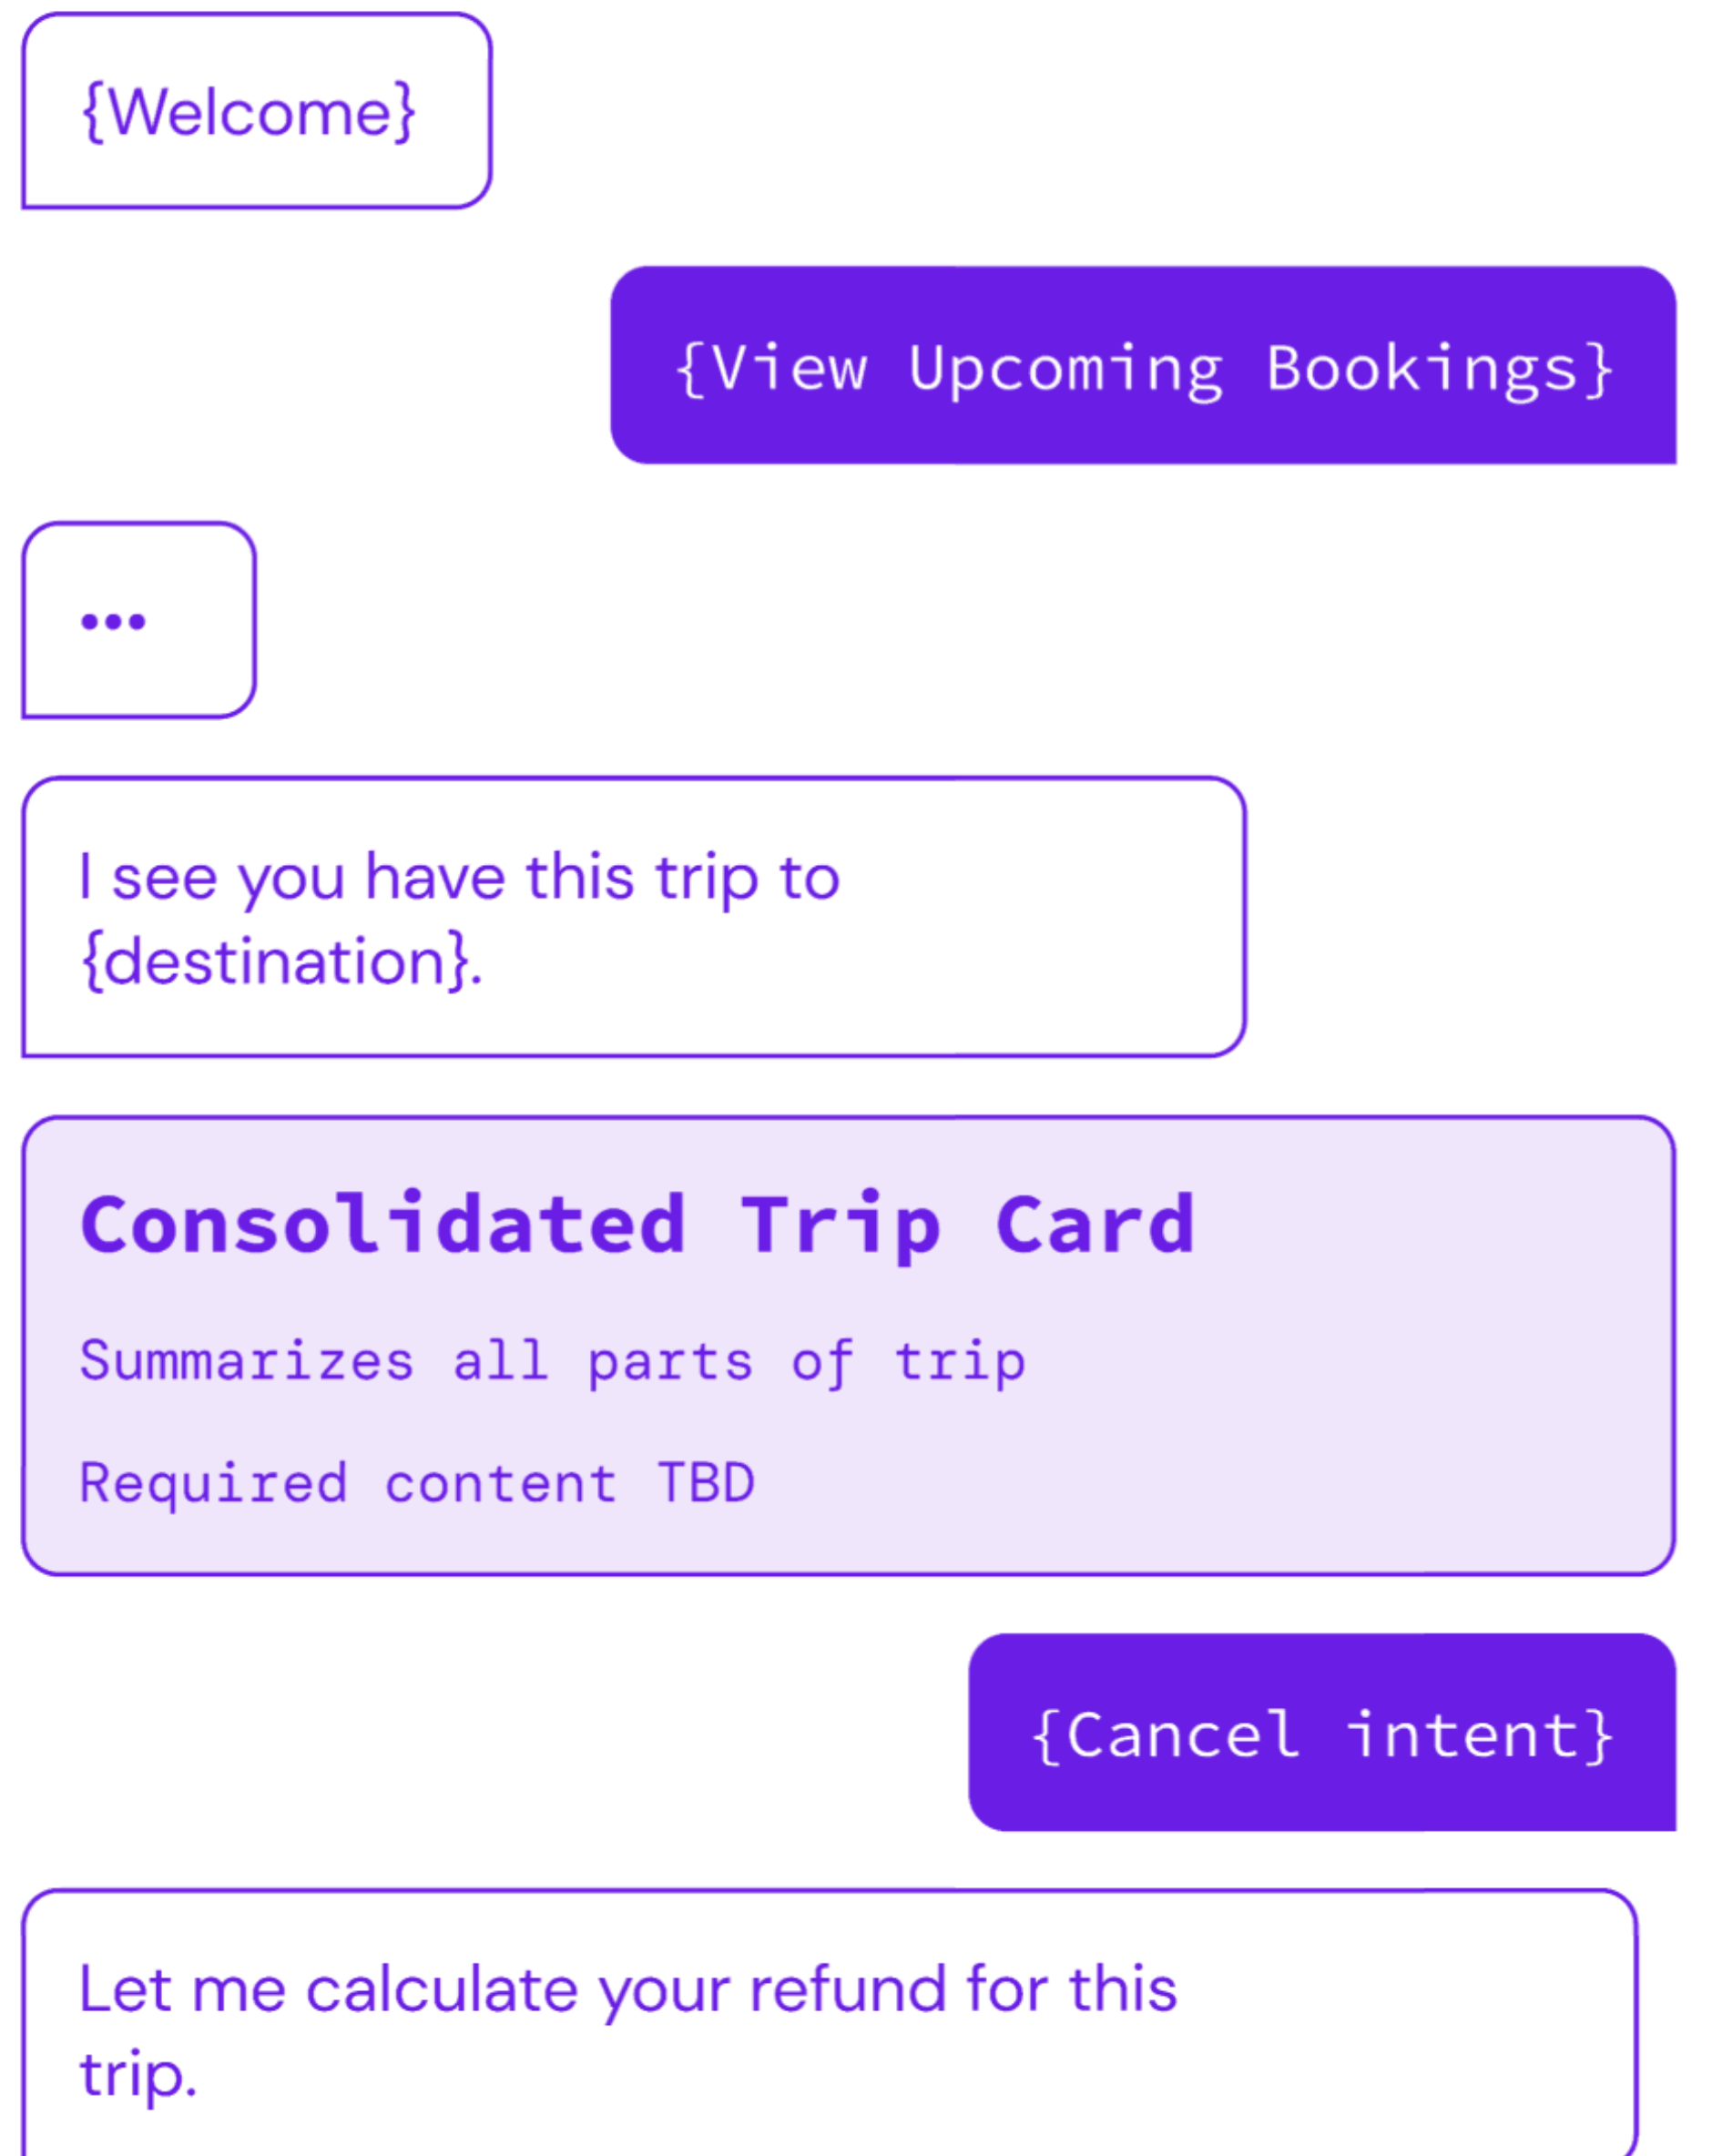 {Welcome}
{View Upcoming Bookings}
•••
I see you have this trip to
{destination}.
Consolidated Trip Card
Summarizes all parts of trip
Required content TBD
{Cancel intent}
Let me calculate your refund for this
trip.